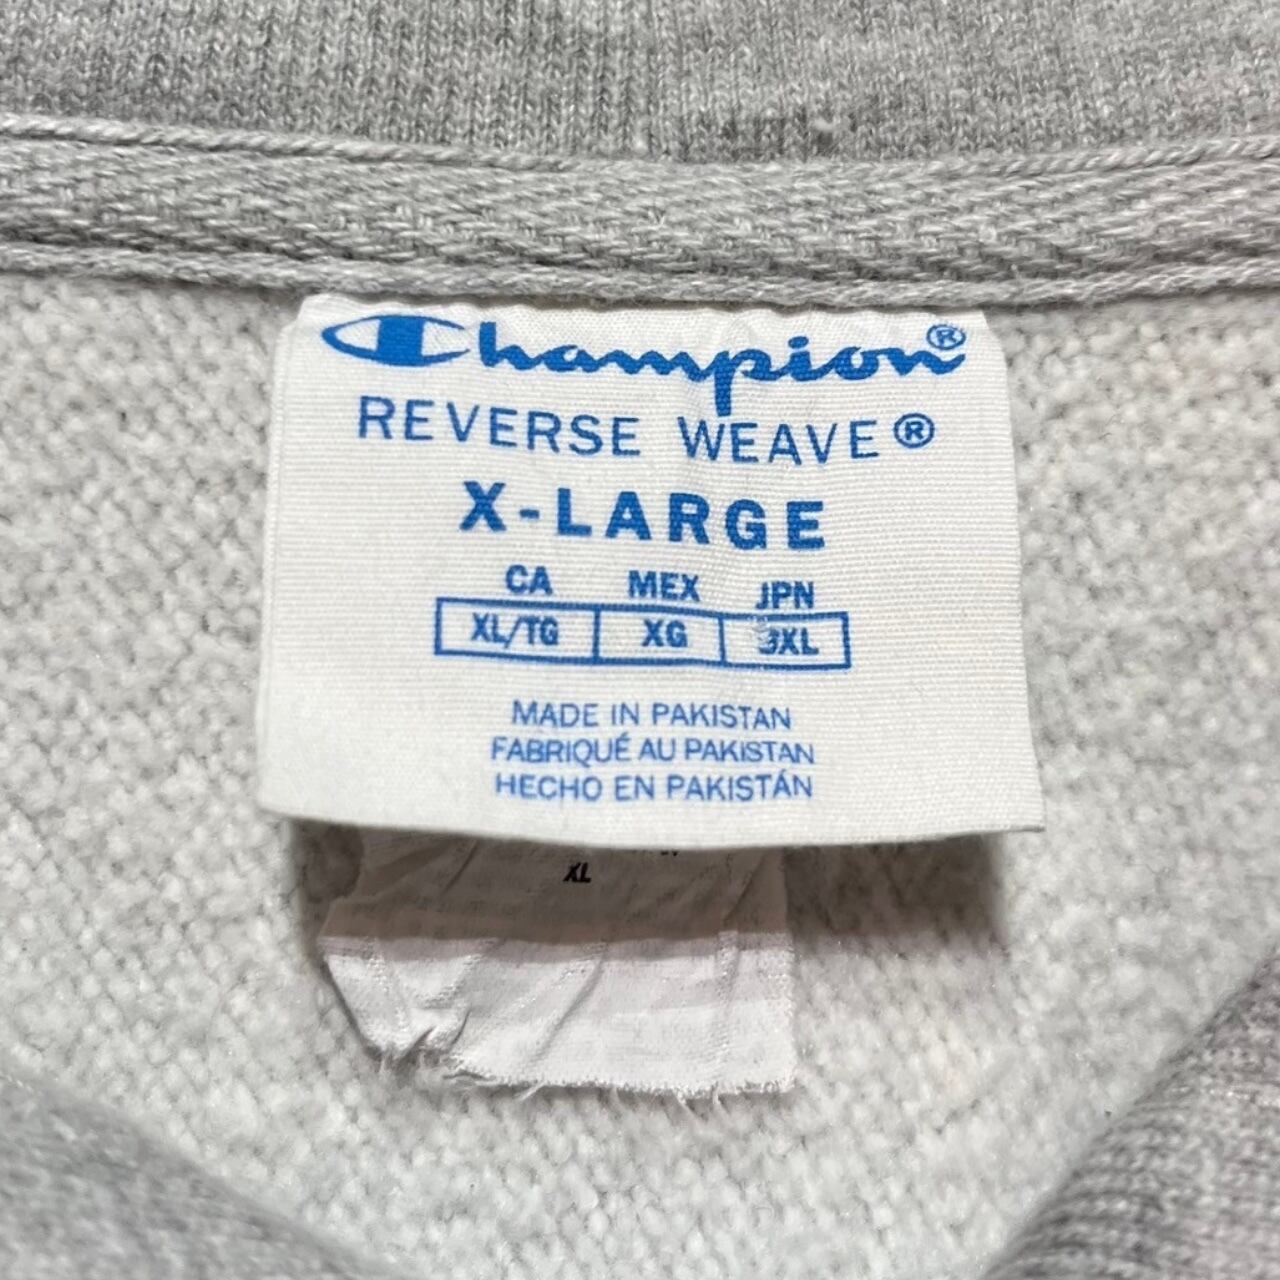 Champion®
REVERSE WEAVE®
X-LARGE
CA MEX JPN
XL/TG XG 3XL
MADE IN PAKISTAN
FABRIQUÉ AU PAKISTAN
HECHO EN PAKISTÁN
XL